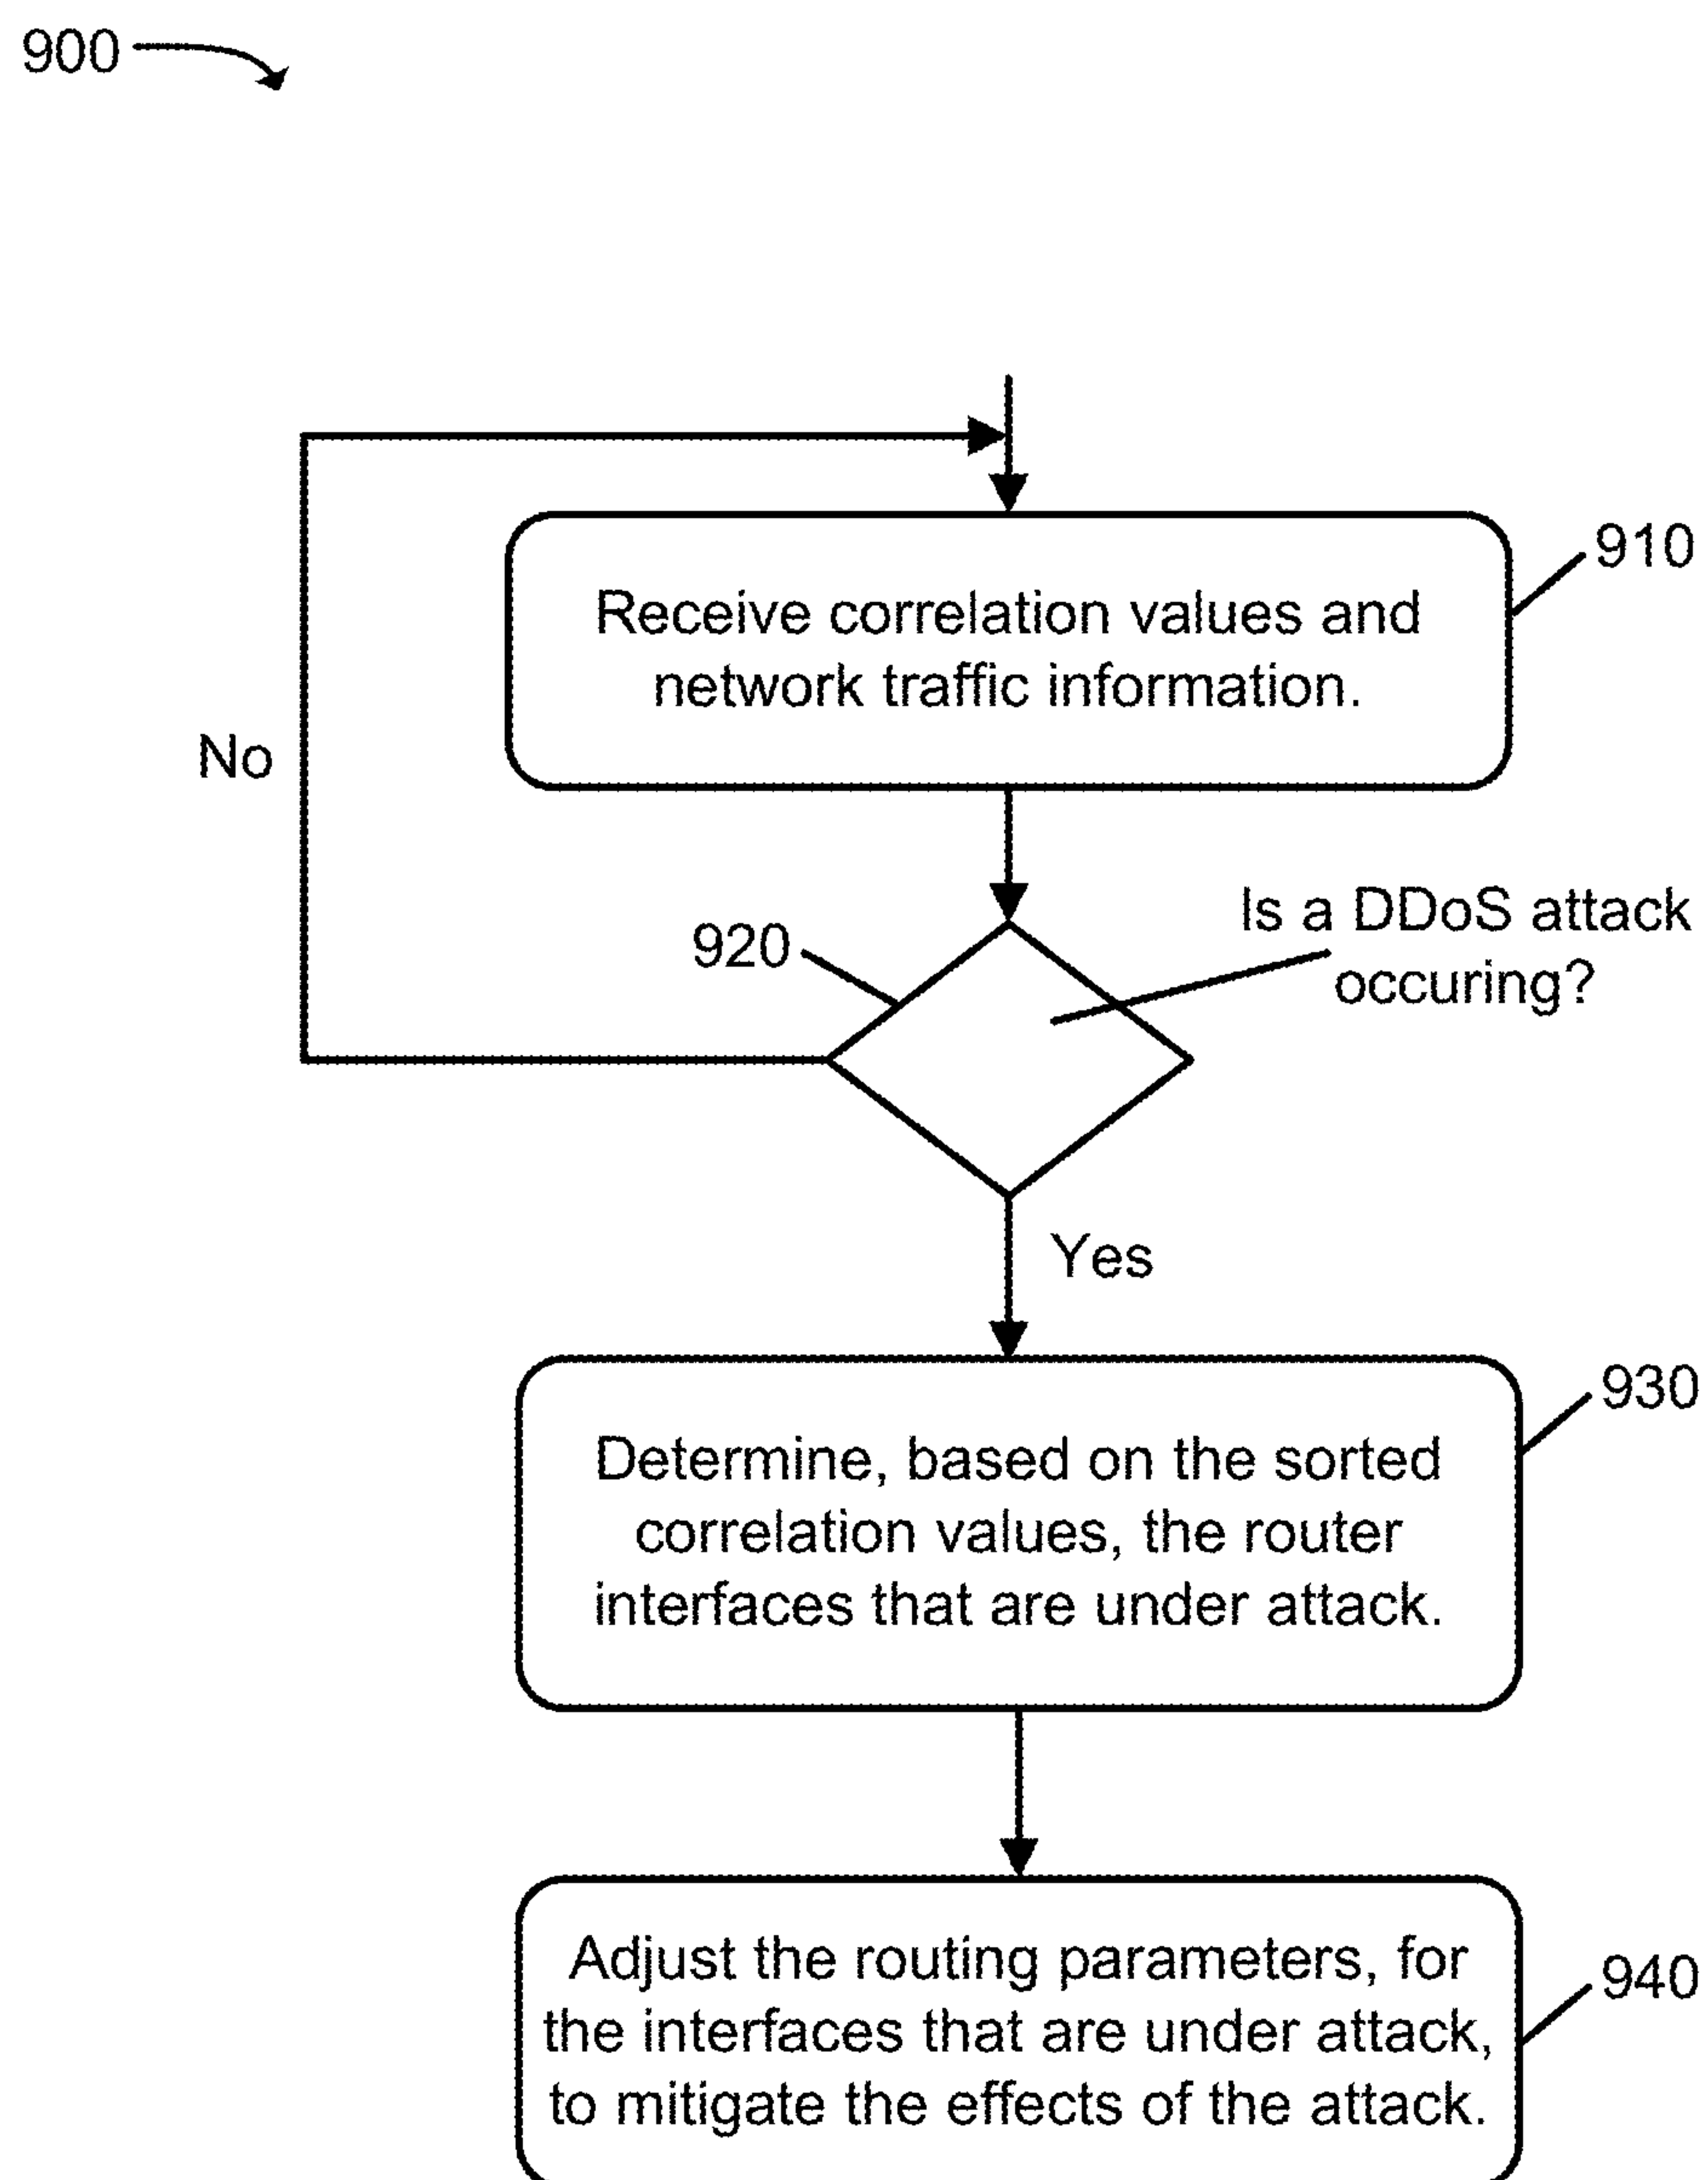 900
910
Receive correlation values and
network traffic information.
No
Is a DDoS attack
occuring?
920
Yes
930
Determine, based on the sorted
correlation values, the router
interfaces that are under attack.
940
Adjust the routing parameters, for
the interfaces that are under attack,
to mitigate the effects of the attack.